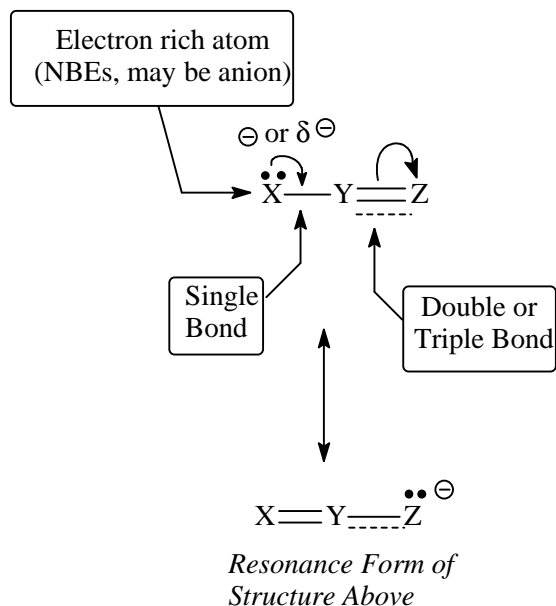 Electron rich atom
(NBEs, may be anion)
⊖ or δ ⊖
X Y Z
Single
Bond
Double or
Triple Bond
X Y Z ⊖
Resonance Form of
Structure Above